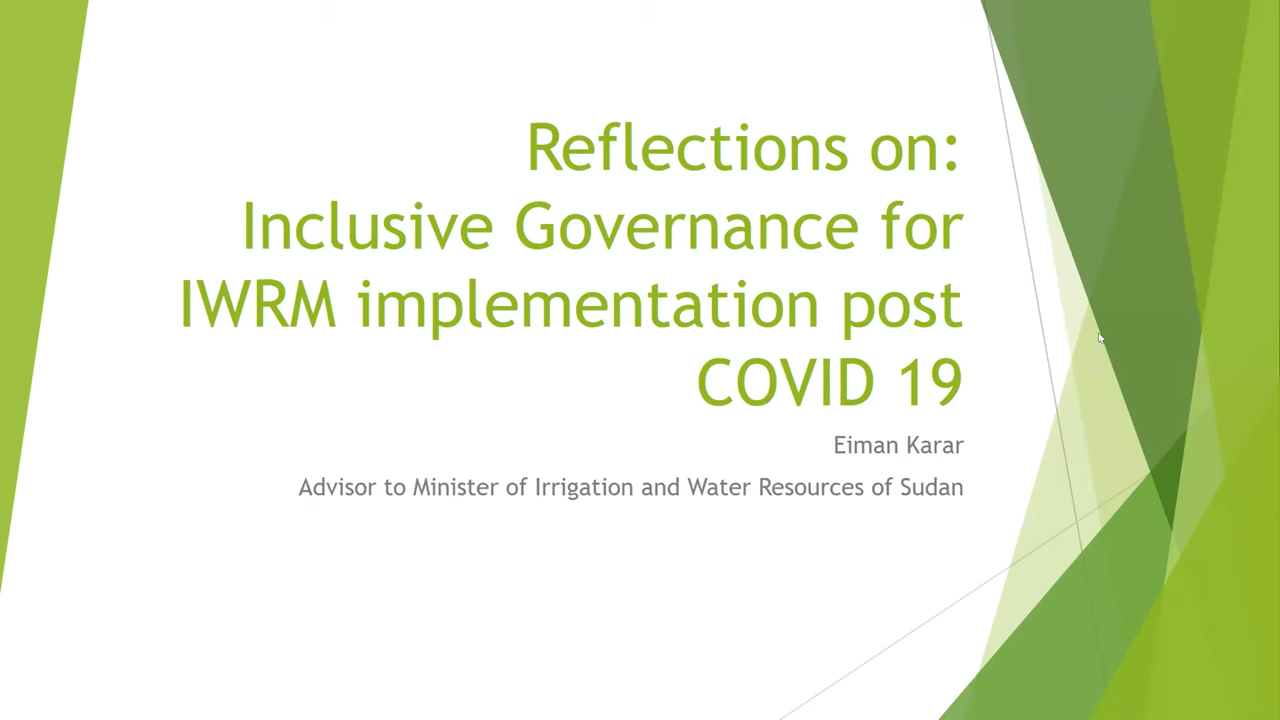 Reflections on:
Inclusive Governance for
IWRM implementation post
COVID 19
Eiman Karar
Advisor to Minister of Irrigation and Water Resources of Sudan